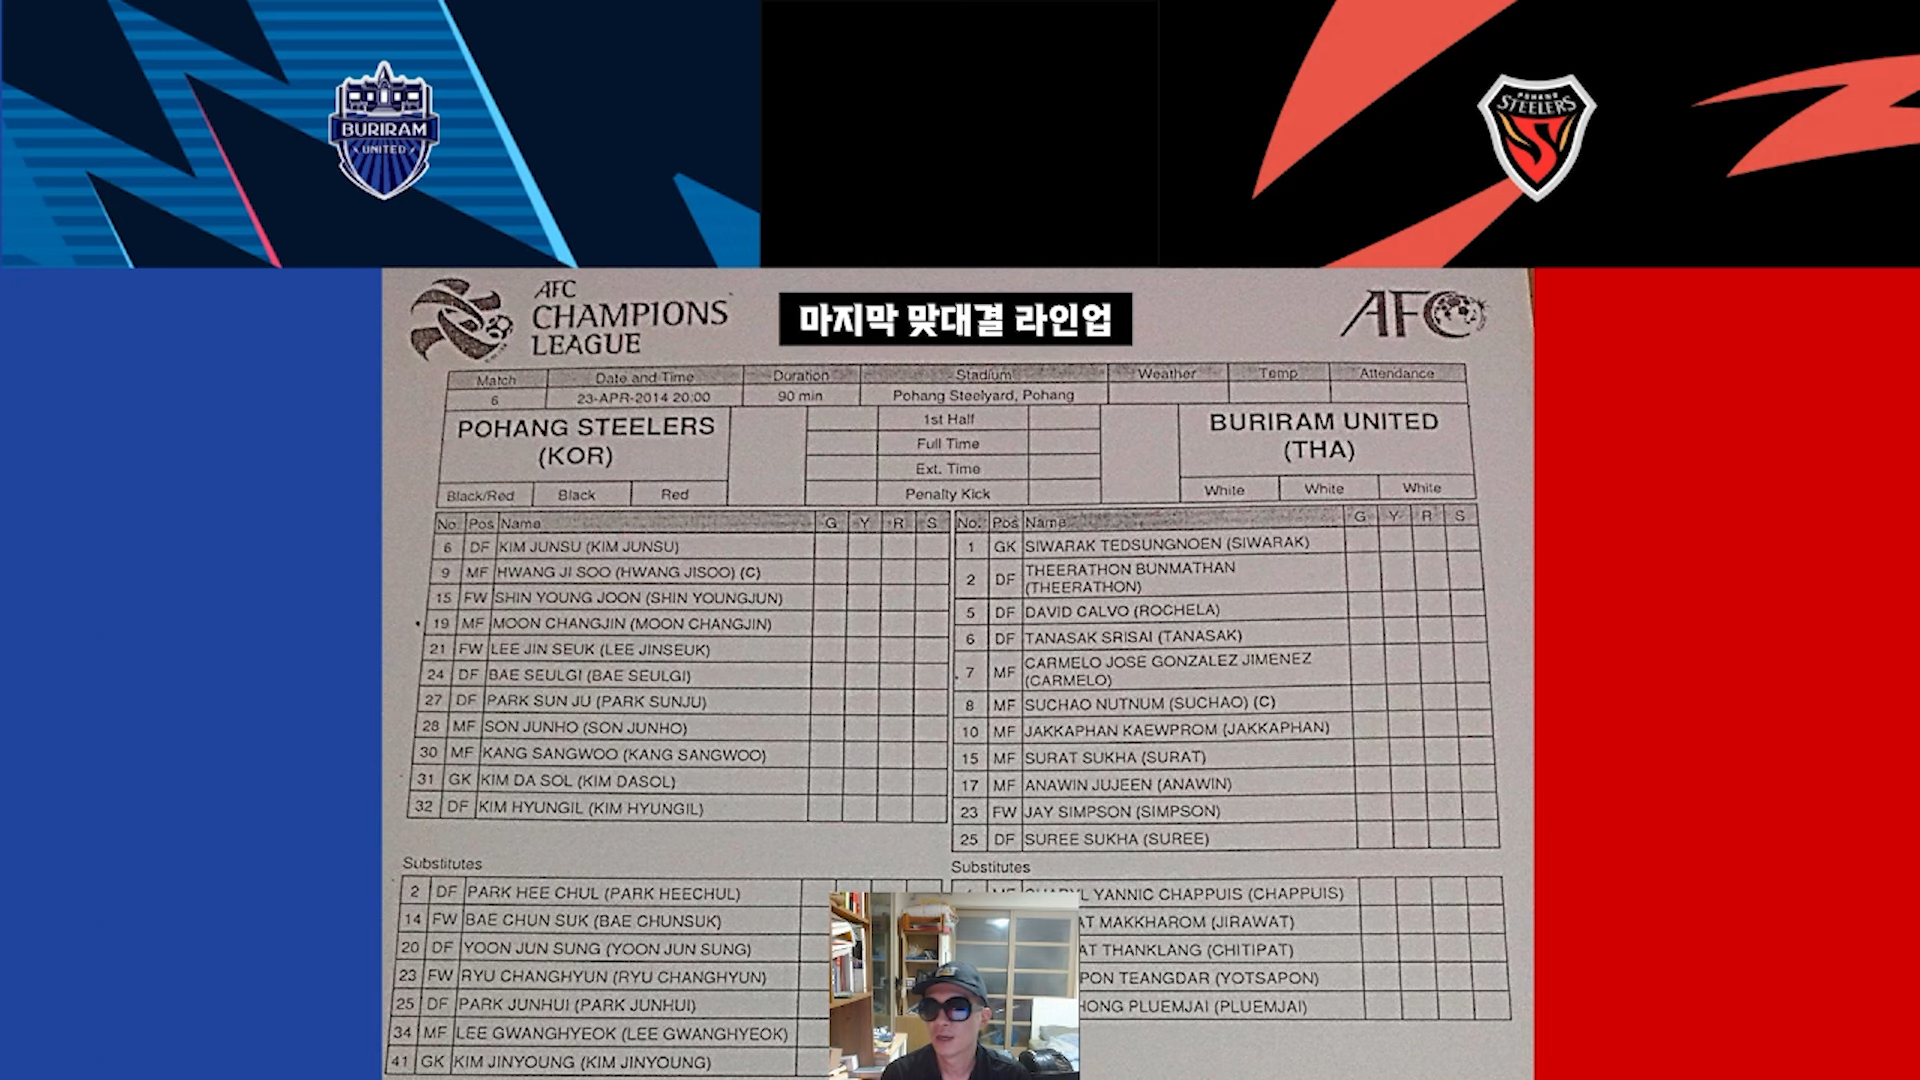 BURIRAM
UNITED
POHANG
STEELERS
AFC
CHAMPIONS
LEAGUE
마지막 맞대결 라인업
AFC
Match Date and Time Duration Stadium Weather Temp Attendance
6 23-APR-2014 20:00 90 min Pohang Steelyard, Pohang
POHANG STEELERS
(KOR)
Black/Red Black Red
1st Half
Full Time
Ext. Time
Penalty Kick
BURIRAM UNITED
(THA)
White White White
No. Pos Name G Y R S
6 DF KIM JUNSU (KIM JUNSU)
9 MF HWANG JI SOO (HWANG JISOO) (C)
15 FW SHIN YOUNG JOON (SHIN YOUNGJUN)
19 MF MOON CHANGJIN (MOON CHANGJIN)
21 FW LEE JIN SEUK (LEE JINSEUK)
24 DF BAE SEULGI (BAE SEULGI)
27 DF PARK SUN JU (PARK SUNJU)
28 MF SON JUNHO (SON JUNHO)
30 MF KANG SANGWOO (KANG SANGWOO)
31 GK KIM DA SOL (KIM DASOL)
32 DF KIM HYUNGIL (KIM HYUNGIL)
Substitutes
2 DF PARK HEE CHUL (PARK HEECHUL)
14 FW BAE CHUN SUK (BAE CHUNSUK)
20 DF YOON JUN SUNG (YOON JUN SUNG)
23 FW RYU CHANGHYUN (RYU CHANGHYUN)
25 DF PARK JUNHUI (PARK JUNHUI)
34 MF LEE GWANGHYEOK (LEE GWANGHYEOK)
41 GK KIM JINYOUNG (KIM JINYOUNG)
No. Pos Name G Y R S
1 GK SIWARAK TEDSUNGNOEN (SIWARAK)
2 DF THEERATHON BUNMATHAN
(THEERATHON)
5 DF DAVID CALVO (ROCHELA)
6 DF TANASAK SRISAI (TANASAK)
7 MF CARMELO JOSE GONZALEZ JIMENEZ
(CARMELO)
8 MF SUCHAO NUTNUM (SUCHAO) (C)
10 MF JAKKAPHAN KAEWPROM (JAKKAPHAN)
15 MF SURAT SUKHA (SURAT)
17 MF ANAWIN JUJEEN (ANAWIN)
23 FW JAY SIMPSON (SIMPSON)
25 DF SUREE SUKHA (SUREE)
Substitutes
YANNIC CHAPPUIS (CHAPPUIS)
AT MAKKHAROM (JIRAWAT)
AT THANKLANG (CHITIPAT)
PON TEANGDAR (YOTSAPON)
HONG PLUEMJAI (PLUEMJAI)